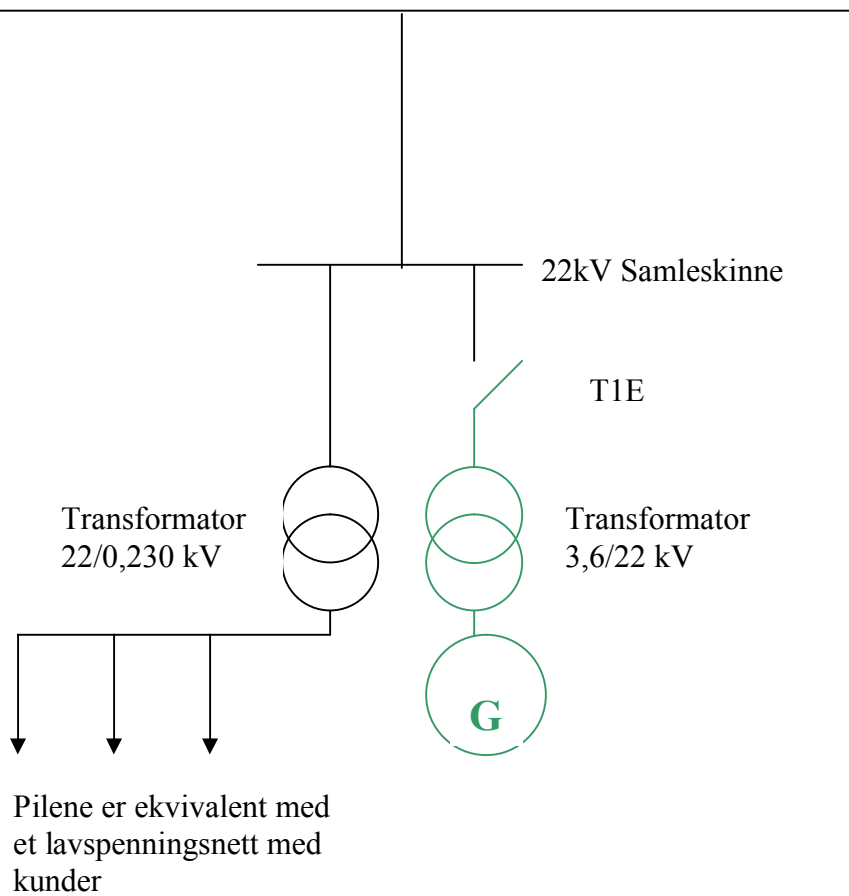 22kV Samleskinne
T1E
Transformator
22/0,230 kV
Transformator
3,6/22 kV
G
Pilene er ekvivalent med
et lavspenningsnett med
kunder